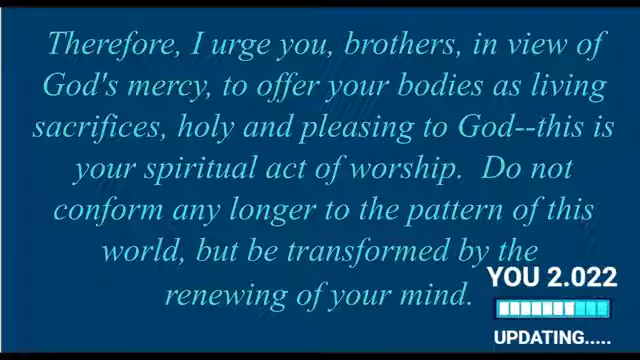 Therefore, I urge you, brothers, in view of
God's mercy, to offer your bodies as living
sacrifices, holy and pleasing to God--this is
your spiritual act of worship.  Do not
conform any longer to the pattern of this
world, but be transformed by the
renewing of your mind.
YOU 2.022
UPDATING.....